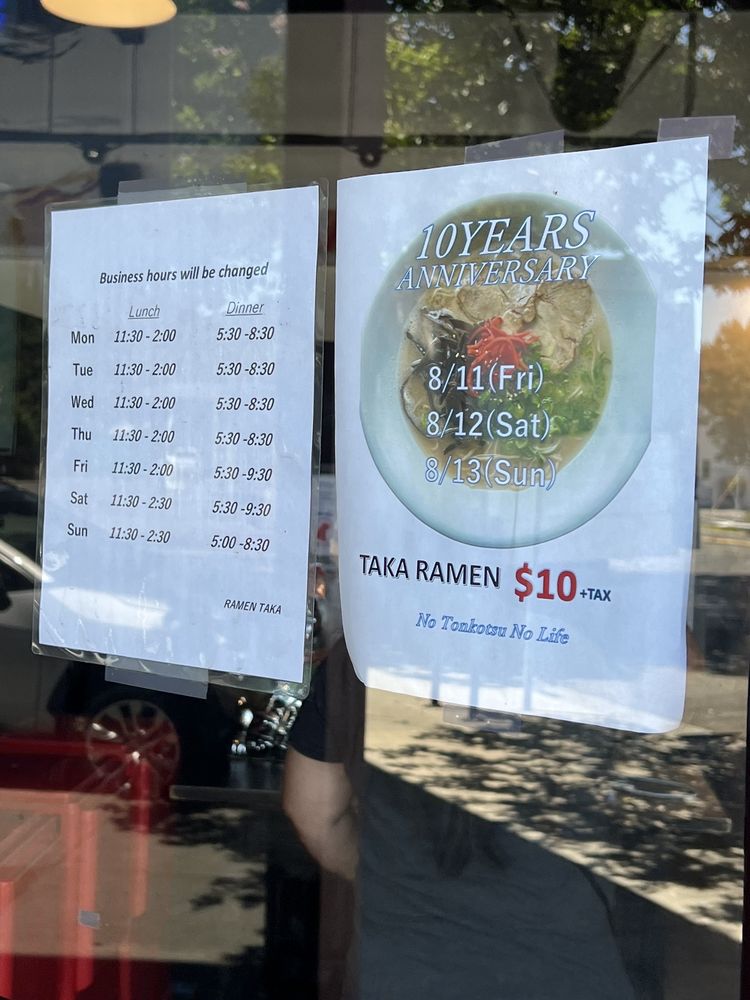 Business hours will be changed
Lunch Dinner
Mon 11:30 - 2:00 5:30 -8:30
Tue 11:30 - 2:00 5:30 -8:30
Wed 11:30 - 2:00 5:30 -8:30
Thu 11:30 - 2:00 5:30 -8:30
Fri 11:30 - 2:00 5:30 -9:30
Sat 11:30 - 2:30 5:30 -9:30
Sun 11:30 - 2:30 5:00 -8:30
RAMEN TAKA
10YEARS
ANNIVERSARY
8/11(Fri)
8/12(Sat)
8/13(Sun)
TAKA RAMEN $10+TAX
No Tonkotsu No Life